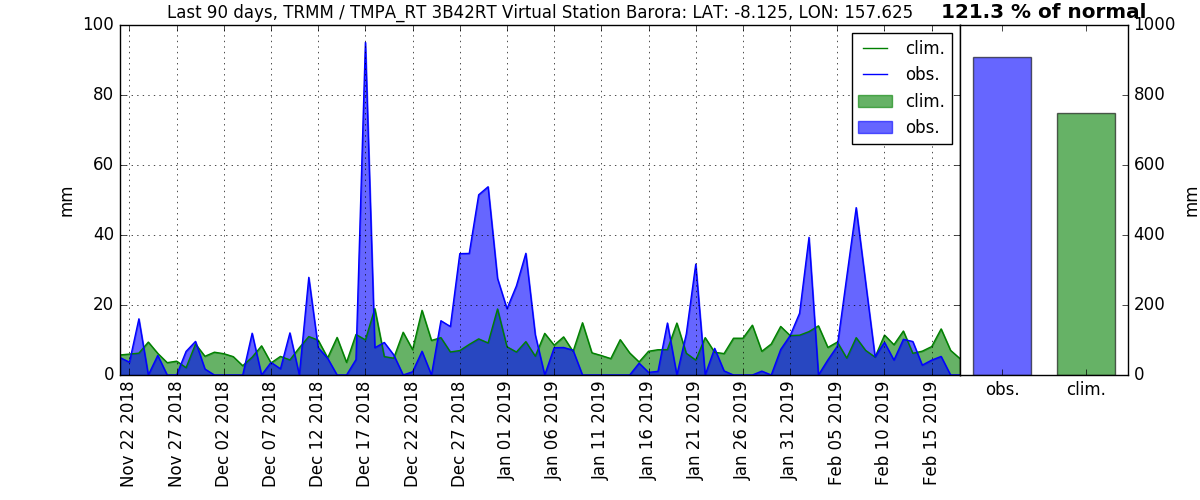 Last 90 days, TRMM / TMPA_RT 3B42RT Virtual Station Barora: LAT: -8.125, LON: 157.625
121.3 % of normal
100
80
60
40
20
0
mm
clim.
obs.
clim.
obs.
1000
800
600
400
200
0
mm
obs.
clim.
Nov 22 2018
Nov 27 2018
Dec 02 2018
Dec 07 2018
Dec 12 2018
Dec 17 2018
Dec 22 2018
Dec 27 2018
Jan 01 2019
Jan 06 2019
Jan 11 2019
Jan 16 2019
Jan 21 2019
Jan 26 2019
Jan 31 2019
Feb 05 2019
Feb 10 2019
Feb 15 2019